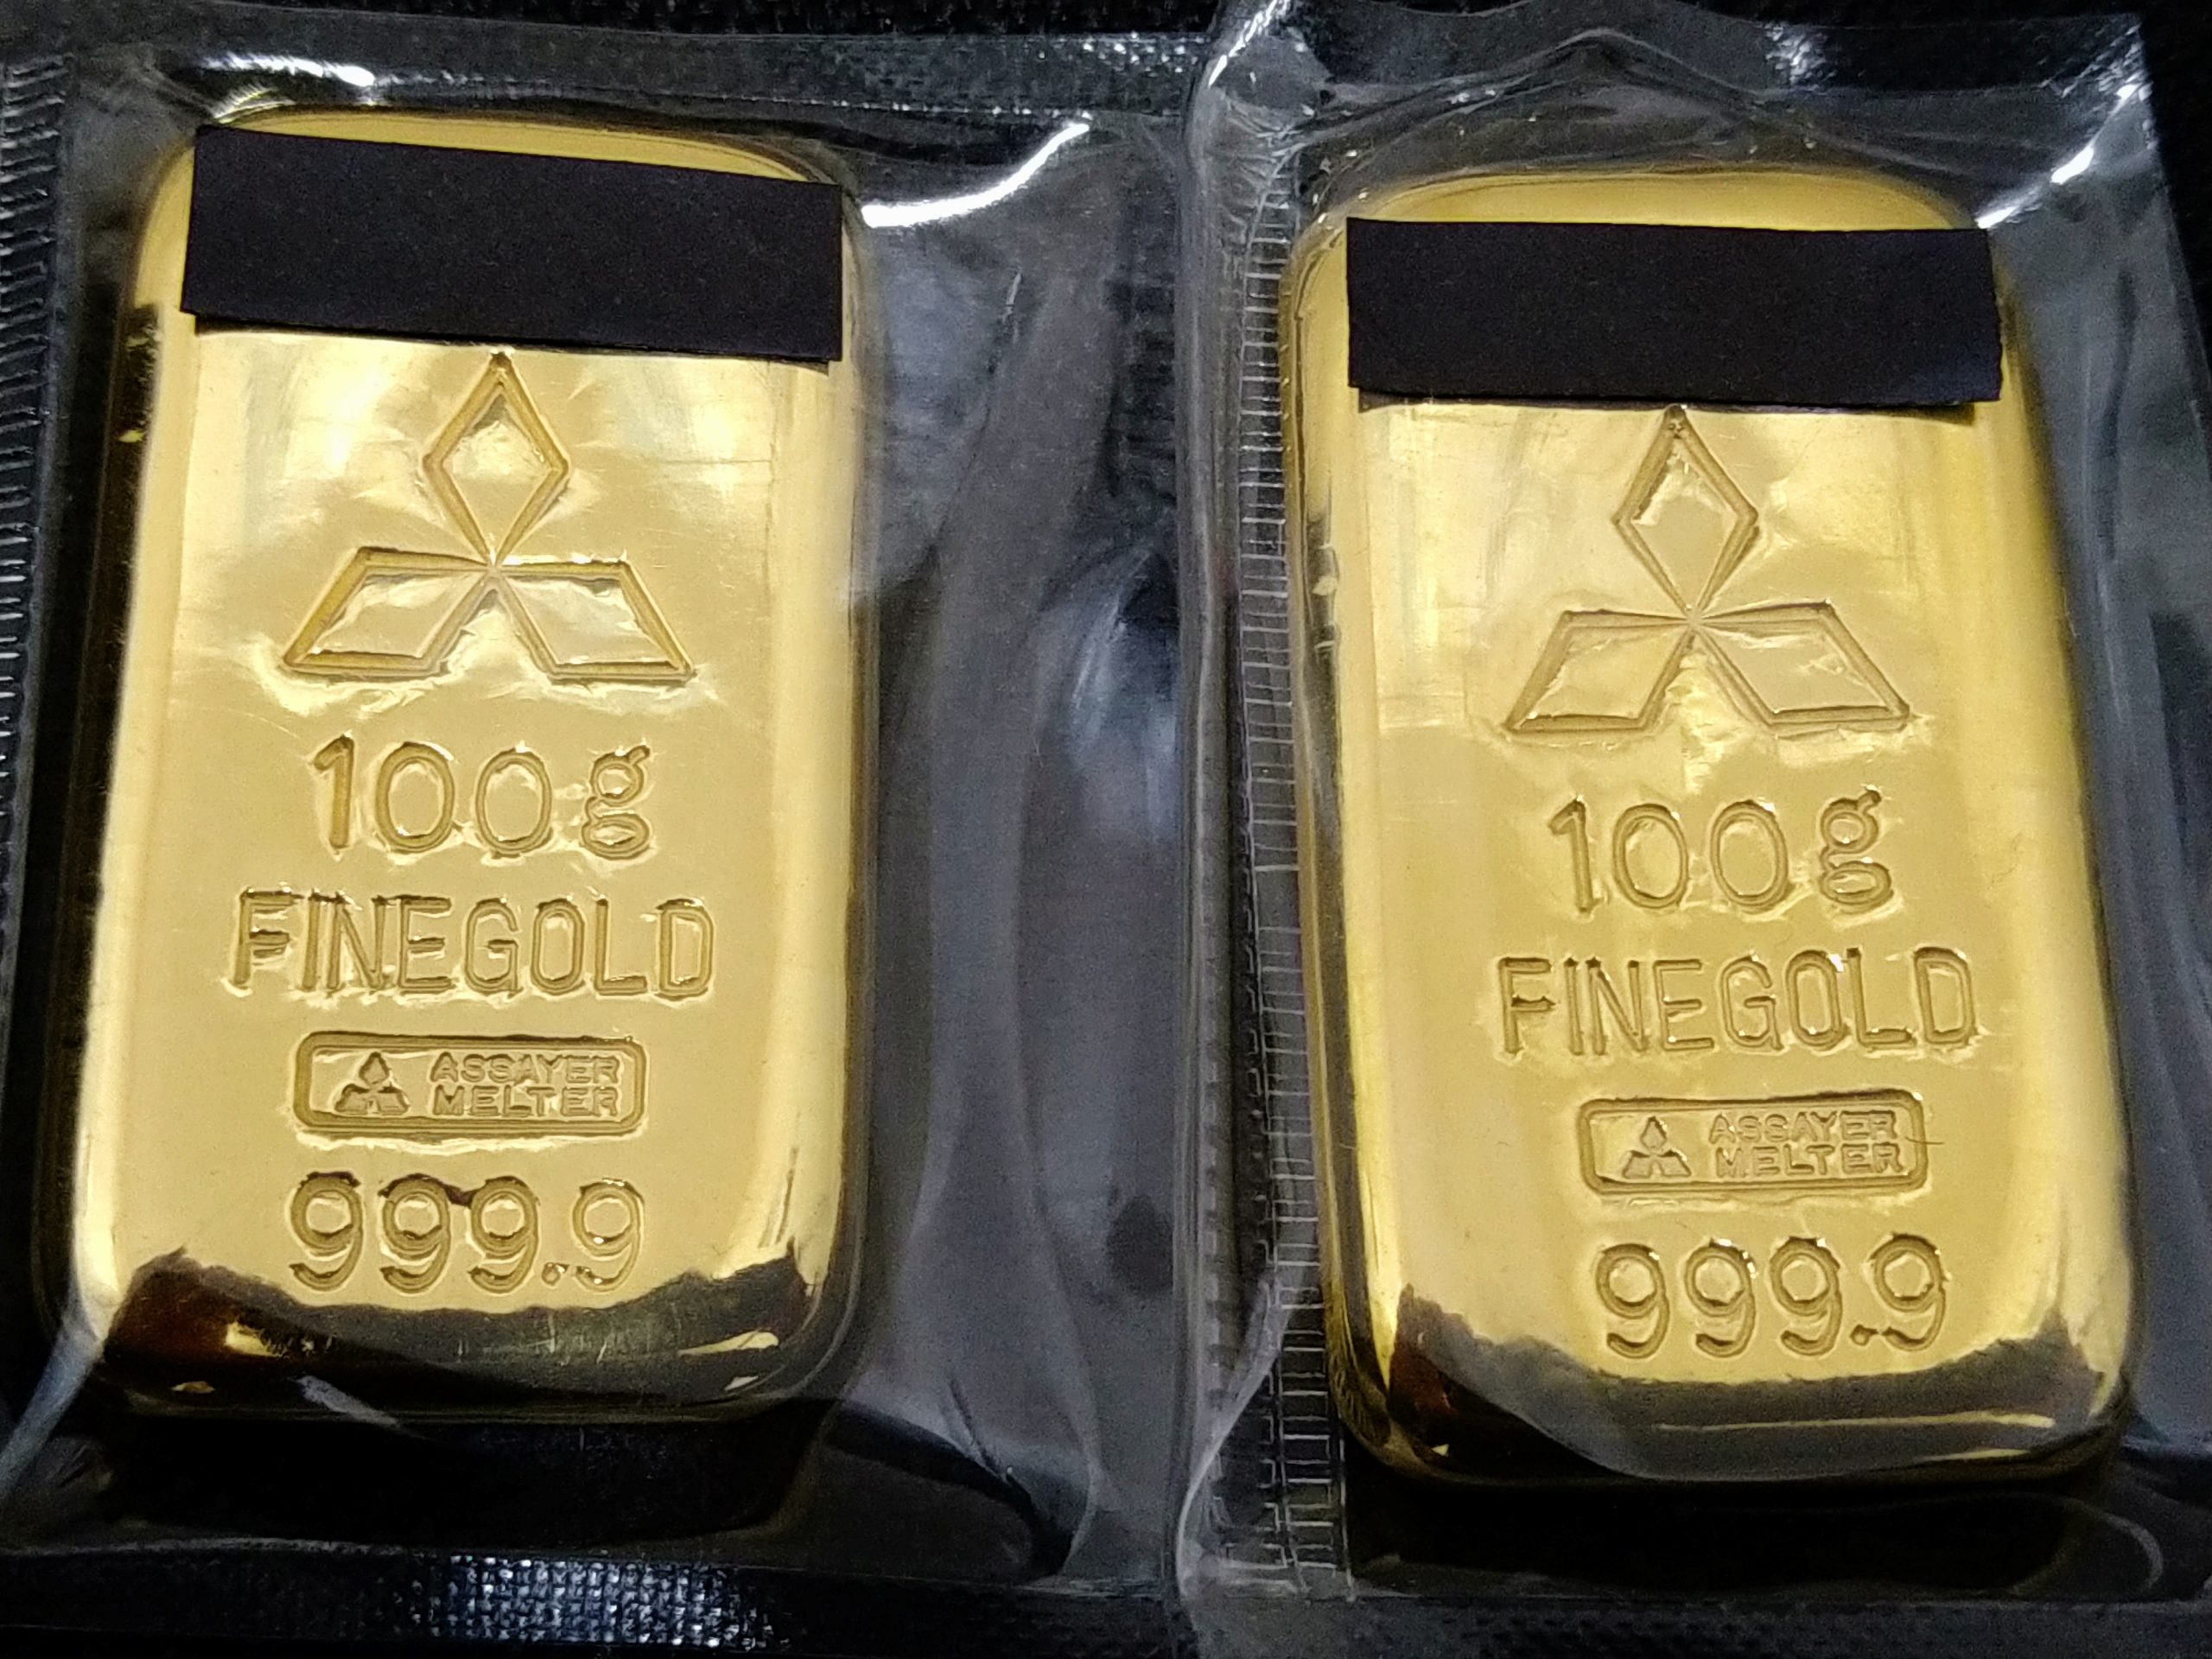 100g
FINEGOLD
ASSAYER
MELTER
999.9
100g
FINEGOLD
ASSAYER
MELTER
999.9